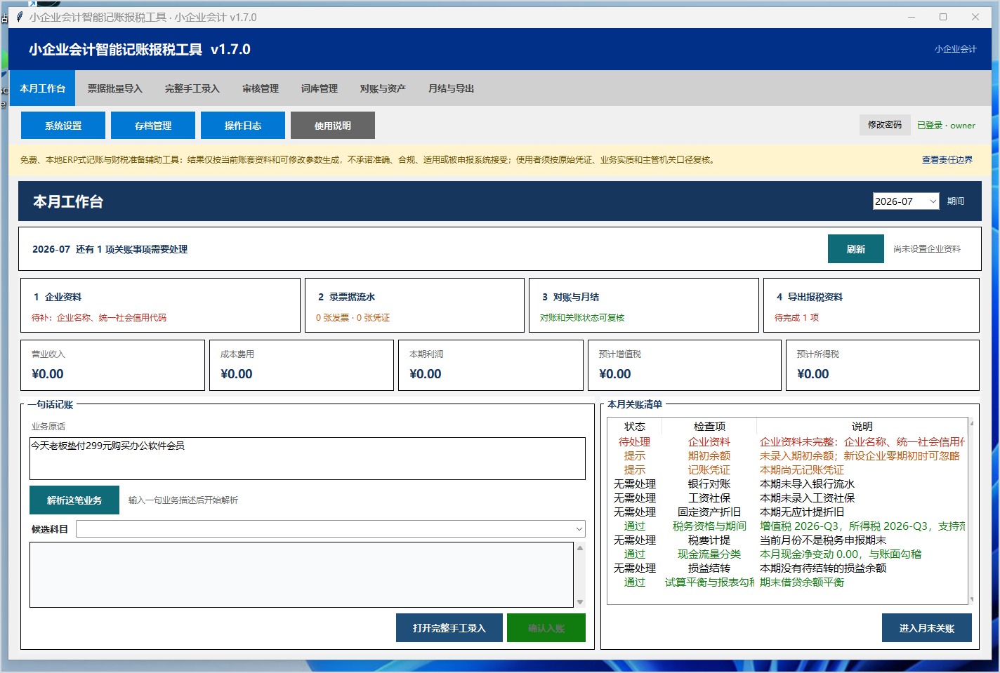 小企业会计智能记账报税工具 · 小企业会计 v1.7.0
小企业会计智能记账报税工具 v1.7.0
小企业会计
本月工作台 票据批量导入 完整手工录入 审核管理 词库管理 对账与资产 月结与导出
系统设置 存档管理 操作日志 使用说明 修改密码 已登录 · owner
免费、本地ERP式记账与财税准备辅助工具：结果仅按当前账套资料和可修改参数生成，不承诺准确、合规、适用或被申报系统接受；使用者须按原始凭证、业务实质和主管机关口径复核。 查看责任边界
本月工作台 2026-07 期间
2026-07 还有 1 项关账事项需要处理 刷新 尚未设置企业资料
1 企业资料
待补：企业名称、统一社会信用代码
2 录票据流水
0 张发票 · 0 张凭证
3 对账与月结
对账和关账状态可复核
4 导出报税资料
待完成 1 项
营业收入
¥0.00
成本费用
¥0.00
本期利润
¥0.00
预计增值税
¥0.00
预计所得税
¥0.00
一句话记账
业务原话
今天老板垫付299元购买办公软件会员
解析这笔业务 输入一句业务描述后开始解析
候选科目
打开完整手工录入 确认入账
本月关账清单
状态 检查项 说明
待处理 企业资料 企业资料未完整：企业名称、统一社会信用
提示 期初余额 未录入期初余额；新设企业零期初时可忽略
提示 记账凭证 本期尚无记账凭证
无需处理 银行对账 本期未导入银行流水
无需处理 工资社保 本期未录入工资社保
无需处理 固定资产折旧 本期无应计提折旧
通过 税务资格与期间 增值税 2026-Q3，所得税 2026-Q3，支持
无需处理 税费计提 当前月份不是税务申报期末
通过 现金流量分类 本月现金净变动 0.00，与账面勾稽
无需处理 损益结转 本期没有待结转的损益余额
通过 试算平衡与报表勾 期末借贷余额平衡
进入月末关账